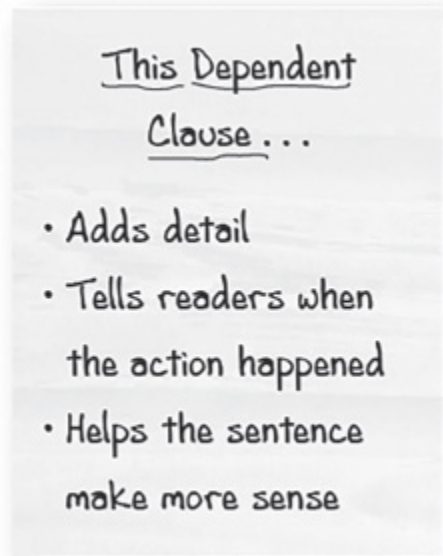 This Dependent
Clause...
• Adds detail
• Tells readers when
the action happened
• Helps the sentence
make more sense